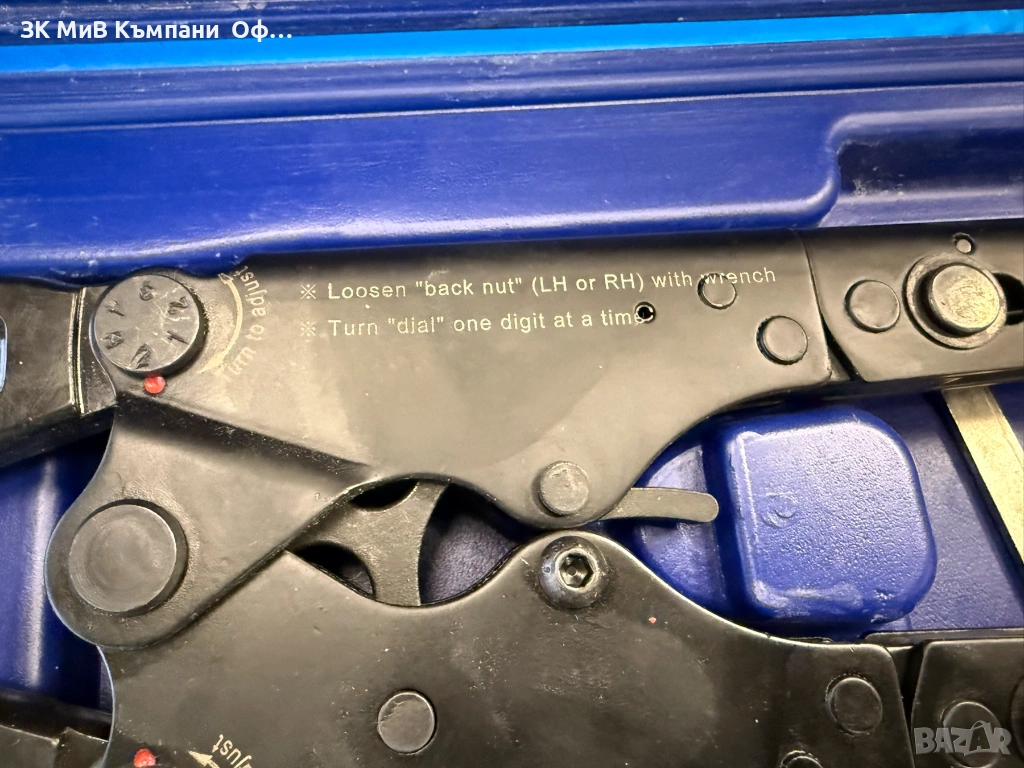 ЗК МиВ Къмпани Оф...
※ Loosen "back nut" (LH or RH) with wrench
※ Turn "dial" one digit at a time
Turn to adjust
BAZAR